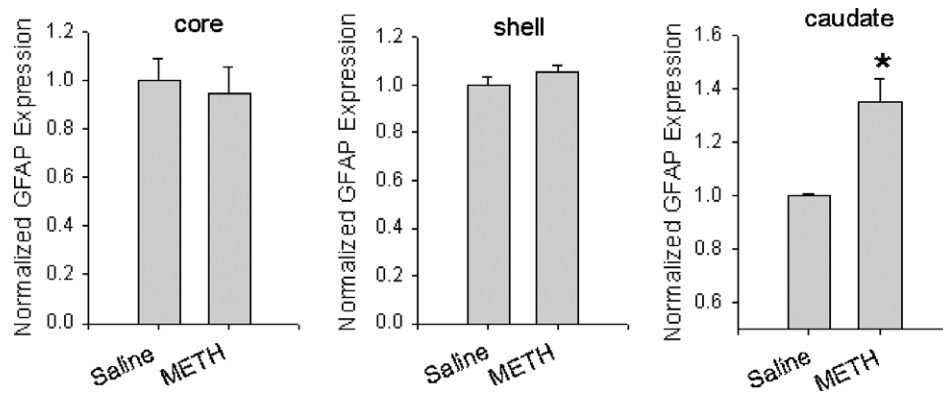 core
Normalized GFAP Expression
1.2
1.0
0.8
0.6
0.4
0.2
0.0
Saline
METH
shell
Normalized GFAP Expression
1.2
1.0
0.8
0.6
0.4
0.2
0.0
Saline
METH
caudate
Normalized GFAP Expression
1.6
1.4
1.2
1.0
0.8
0.6
*
Saline
METH